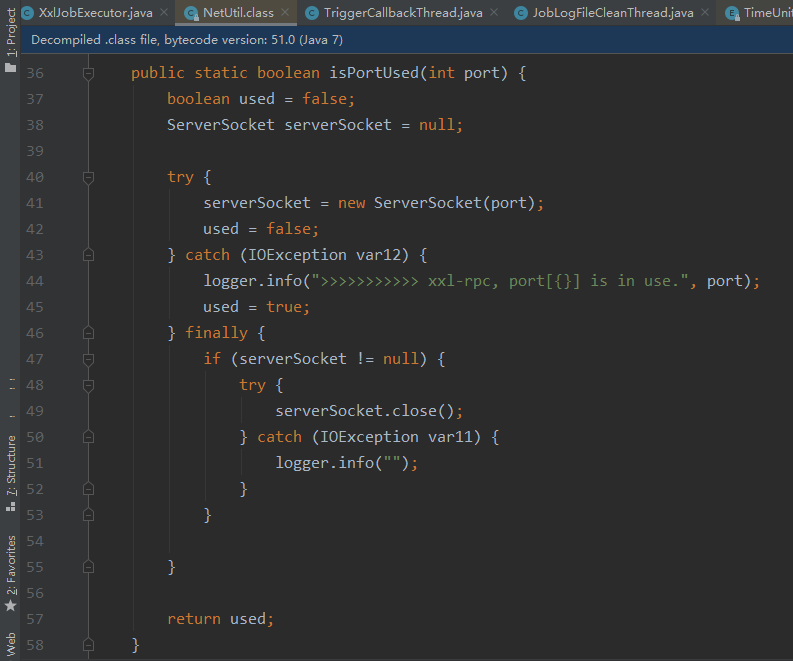 XxlJobExecutor.java NetUtil.class TriggerCallbackThread.java JobLogFileCleanThread.java TimeUnit
Decompiled .class file, bytecode version: 51.0 (Java 7)
1: Project
7: Structure
2: Favorites
Web
36 public static boolean isPortUsed(int port) {
37 boolean used = false;
38 ServerSocket serverSocket = null;
39
40 try {
41 serverSocket = new ServerSocket(port);
42 used = false;
43 } catch (IOException var12) {
44 logger.info(">>>>>>>>>>> xxl-rpc, port[{}] is in use.", port);
45 used = true;
46 } finally {
47 if (serverSocket != null) {
48 try {
49 serverSocket.close();
50 } catch (IOException var11) {
51 logger.info("");
52 }
53 }
54
55 }
56
57 return used;
58 }